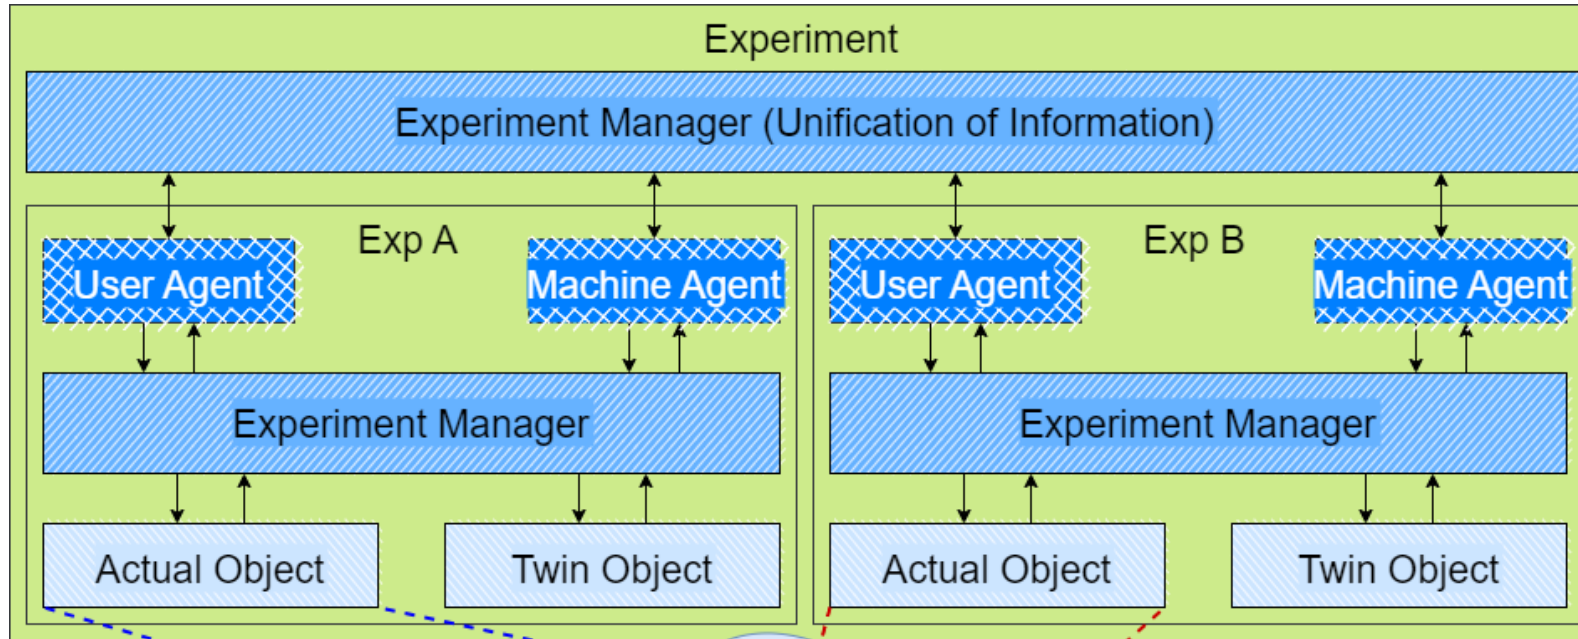 Experiment
Experiment Manager (Unification of Information)
Exp A
User Agent
Machine Agent
Experiment Manager
Actual Object
Twin Object
Exp B
User Agent
Machine Agent
Experiment Manager
Actual Object
Twin Object